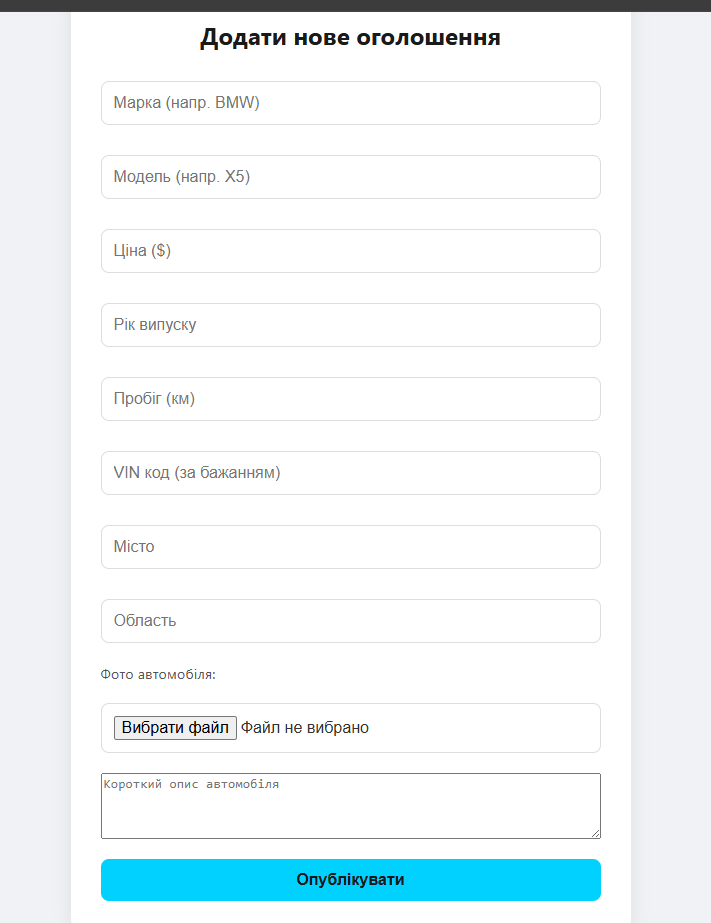 Додати нове оголошення
Марка (напр. BMW)
Модель (напр. X5)
Ціна ($)
Рік випуску
Пробіг (км)
VIN код (за бажанням)
Місто
Область
Фото автомобіля:
Вибрати файл Файл не вибрано
Короткий опис автомобіля
Опублікувати